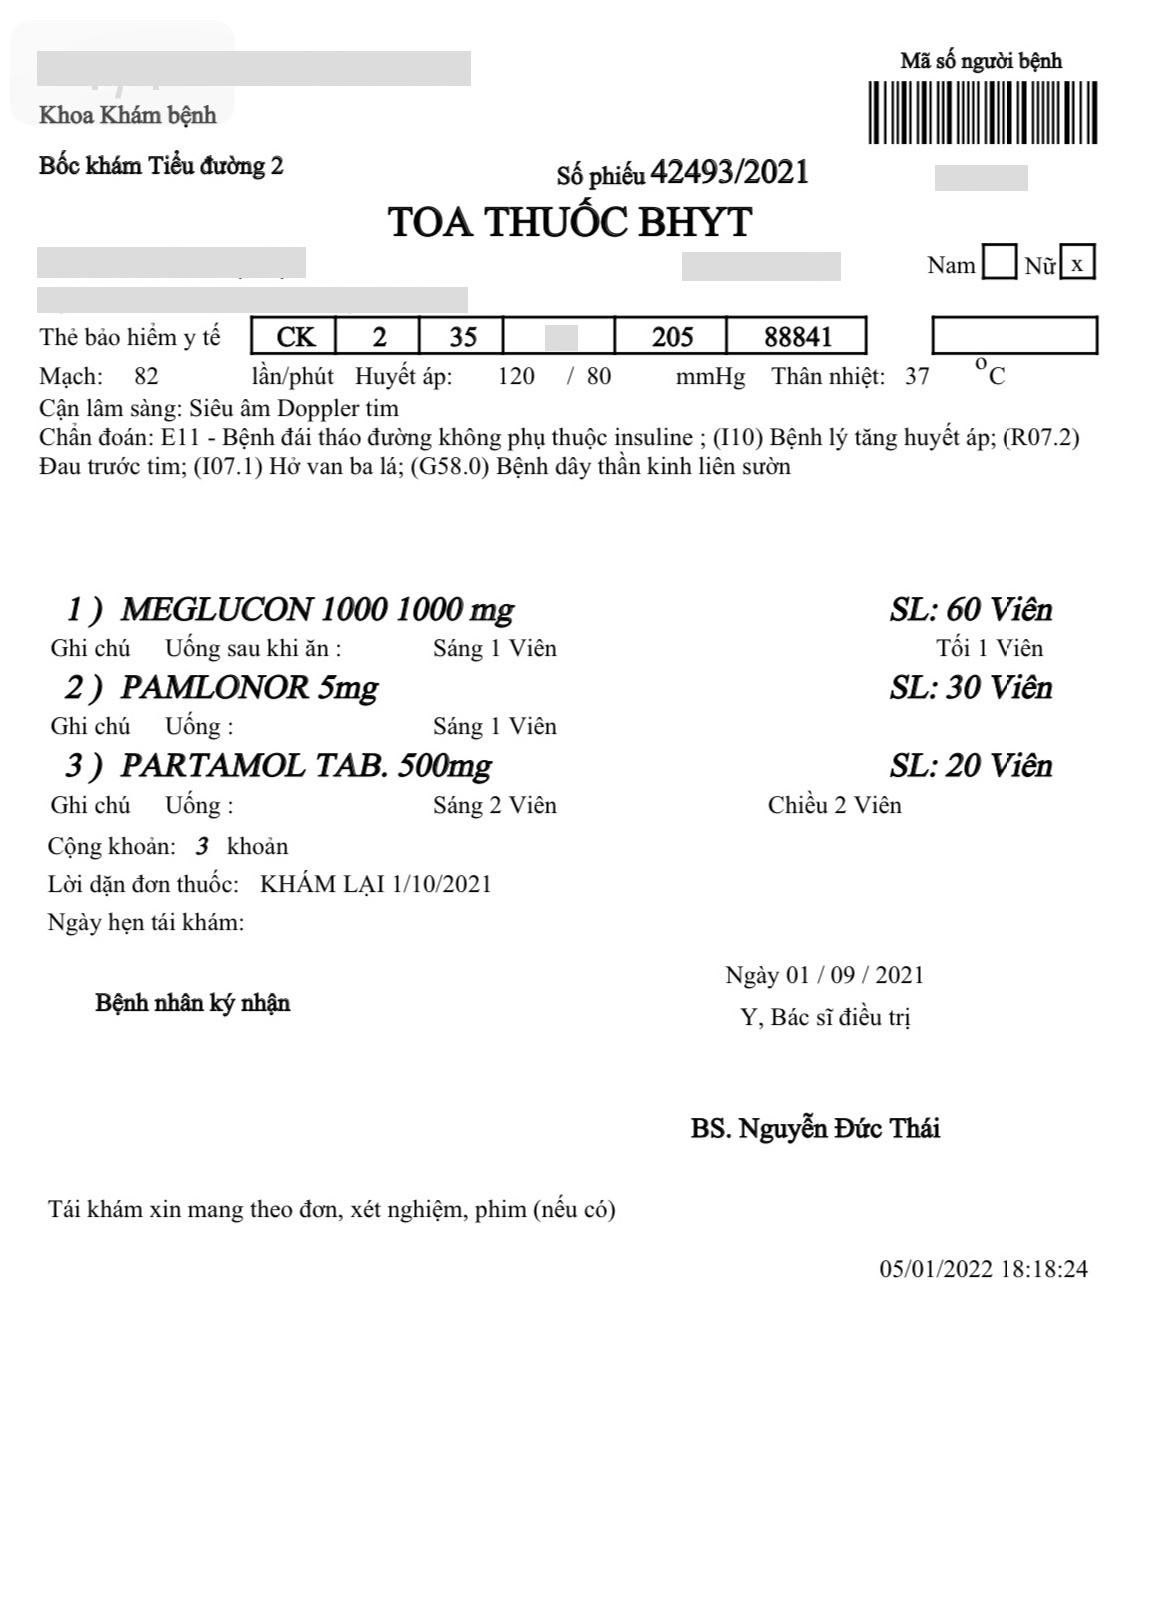 Mã số người bệnh
Khoa Khám bệnh
Bốc khám Tiểu đường 2
Số phiếu 42493/2021
TOA THUỐC BHYT
Nam Nữ x
Thẻ bảo hiểm y tế CK 2 35 205 88841
Mạch: 82 lần/phút Huyết áp: 120 / 80 mmHg Thân nhiệt: 37 °C
Cận lâm sàng: Siêu âm Doppler tim
Chẩn đoán: E11 - Bệnh đái tháo đường không phụ thuộc insuline ; (I10) Bệnh lý tăng huyết áp; (R07.2)
Đau trước tim; (I07.1) Hở van ba lá; (G58.0) Bệnh dây thần kinh liên sườn
1 ) MEGLUCON 1000 1000 mg SL: 60 Viên
Ghi chú Uống sau khi ăn : Sáng 1 Viên Tối 1 Viên
2 ) PAMLONOR 5mg SL: 30 Viên
Ghi chú Uống : Sáng 1 Viên
3 ) PARTAMOL TAB. 500mg SL: 20 Viên
Ghi chú Uống : Sáng 2 Viên Chiều 2 Viên
Cộng khoản: 3 khoản
Lời dặn đơn thuốc: KHÁM LẠI 1/10/2021
Ngày hẹn tái khám:
Ngày 01 / 09 / 2021
Bệnh nhân ký nhận
Y, Bác sĩ điều trị
BS. Nguyễn Đức Thái
Tái khám xin mang theo đơn, xét nghiệm, phim (nếu có)
05/01/2022 18:18:24